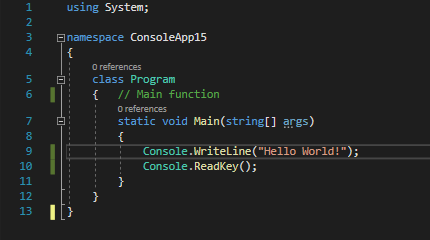 1 using System;
2
3 namespace ConsoleApp15
4 {
0 references
5 class Program
6 { // Main function
0 references
7 static void Main(string[] args)
8 {
9 Console.WriteLine("Hello World!");
10 Console.ReadKey();
11 }
12 }
13 }